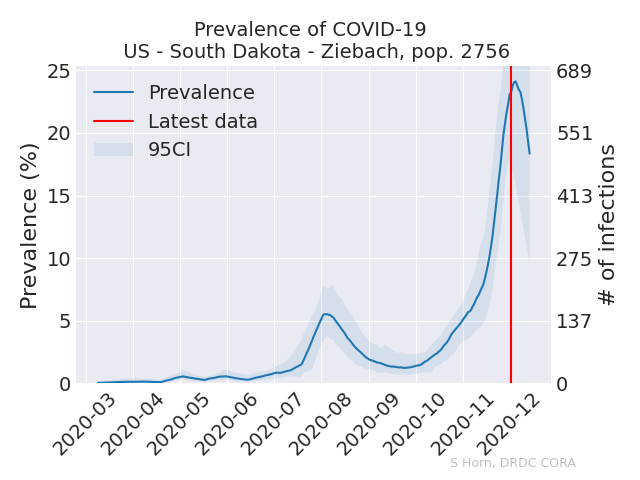 Prevalence of COVID-19
US - South Dakota - Ziebach, pop. 2756
Prevalence (%)
25
20
15
10
5
0
Prevalence
Latest data
95CI
689
551
413
275
137
0
# of infections
2020-03
2020-04
2020-05
2020-06
2020-07
2020-08
2020-09
2020-10
2020-11
2020-12
S Horn, DRDC CORA